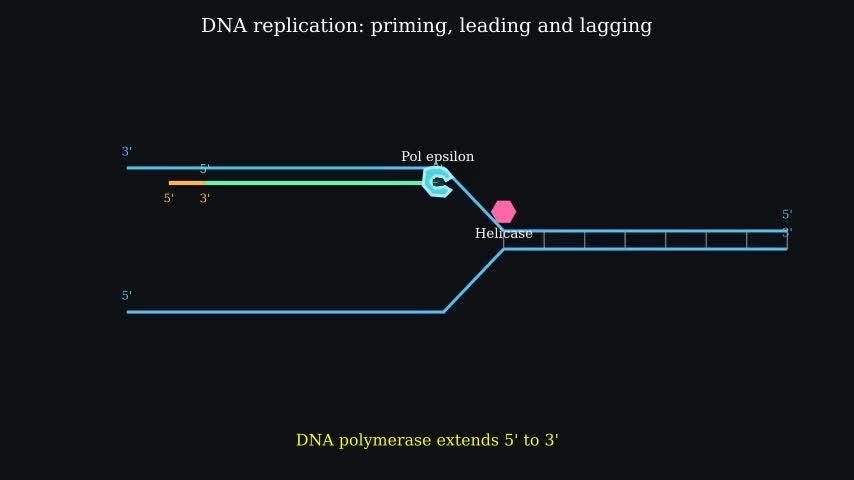 DNA replication: priming, leading and lagging
3'
Pol epsilon
5'
5'
3'
5'
3'
Helicase
5'
DNA polymerase extends 5' to 3'